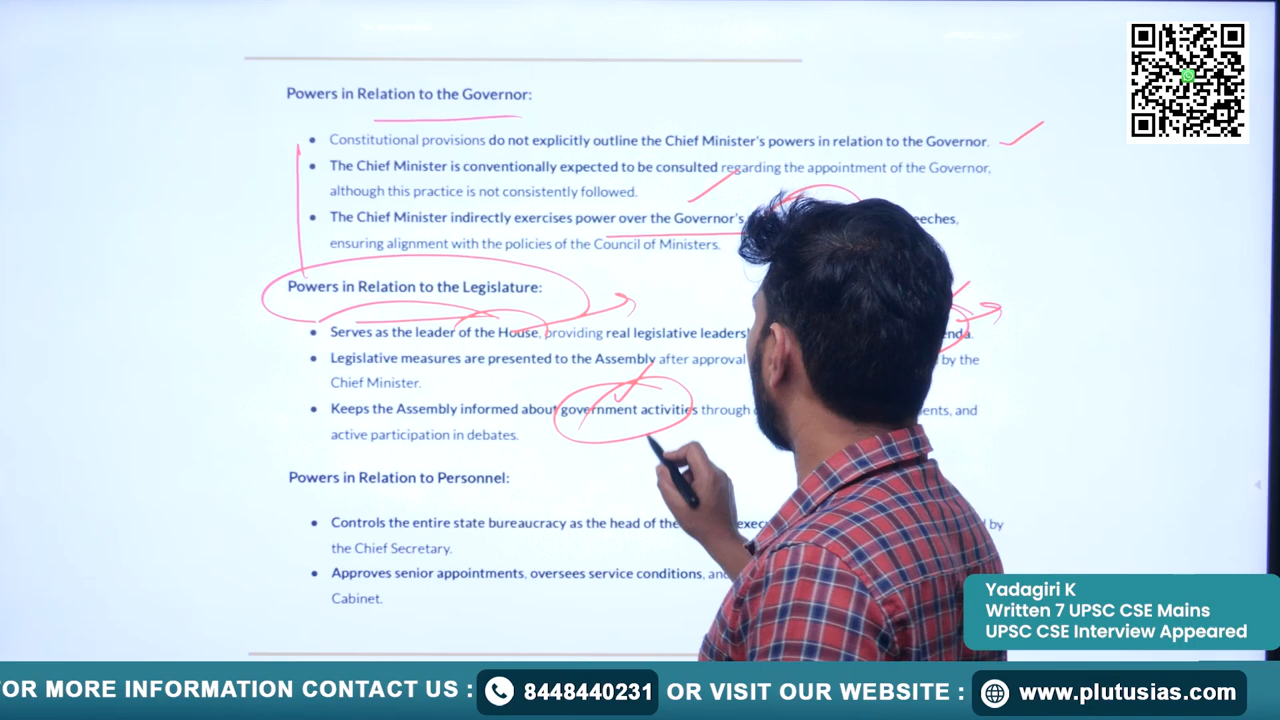 Powers in Relation to the Governor:
Constitutional provisions do not explicitly outline the Chief Minister's powers in relation to the Governor.
The Chief Minister is conventionally expected to be consulted regarding the appointment of the Governor,
although this practice is not consistently followed.
The Chief Minister indirectly exercises power over the Governor's
ensuring alignment with the policies of the Council of Ministers.
Powers in Relation to the Legislature:
Serves as the leader of the House, providing real legislative
Legislative measures are presented to the Assembly after approval by the
Chief Minister.
Keeps the Assembly informed about government activities through and
active participation in debates.
Powers in Relation to Personnel:
Controls the entire state bureaucracy as the head of the by
the Chief Secretary.
Approves senior appointments, oversees service conditions,
Cabinet.
Yadagiri K
Written 7 UPSC CSE Mains
UPSC CSE Interview Appeared
FOR MORE INFORMATION CONTACT US : 8448440231 OR VISIT OUR WEBSITE : www.plutusias.com